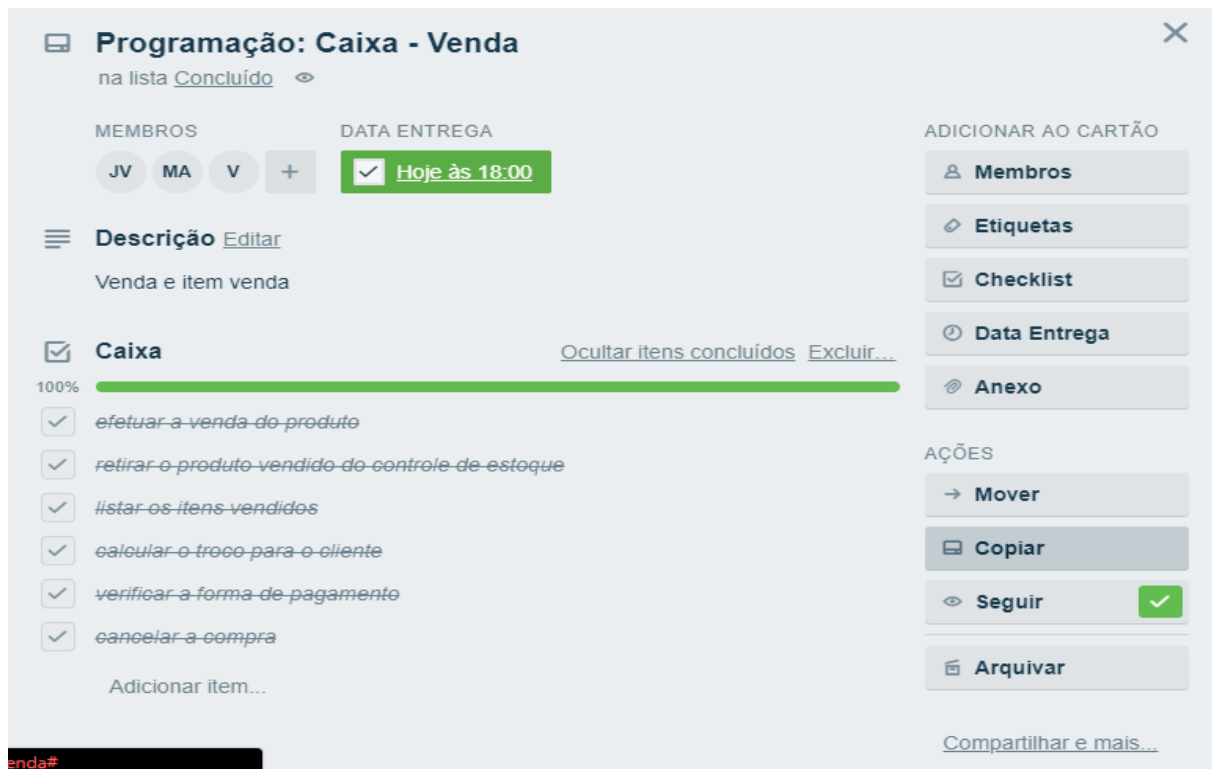 Programação: Caixa - Venda
na lista Concluído
MEMBROS
JV MA V +
DATA ENTREGA
Hoje às 18:00
Descrição Editar
Venda e item venda
Caixa
Ocultar itens concluídos Excluir...
100%
efetuar a venda do produto
retirar o produto vendido do controle de estoque
listar os itens vendidos
calcular o troco para o cliente
verificar a forma de pagamento
cancelar a compra
Adicionar item...
ADICIONAR AO CARTÃO
Membros
Etiquetas
Checklist
Data Entrega
Anexo
AÇÕES
Mover
Copiar
Seguir
Arquivar
Compartilhar e mais...
enda#